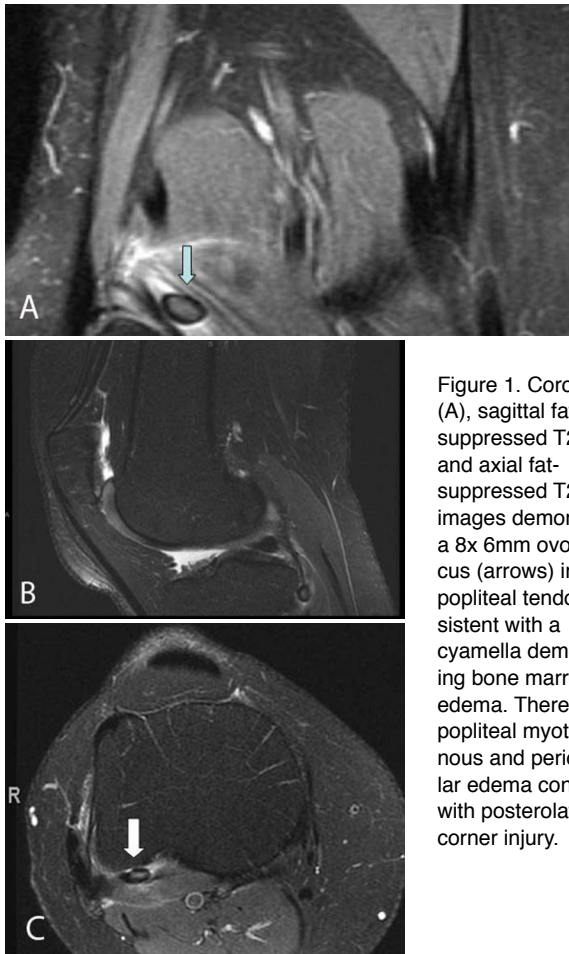 A
B
R
C
Figure 1. Coro
(A), sagittal fa
suppressed T2
and axial fat-
suppressed T2
images demon
a 8x 6mm ovo
cus (arrows) in
popliteal tendo
sistent with a
cyamella dem
ing bone marr
edema. There
popliteal myot
nous and peric
lar edema con
with posterola
corner injury.